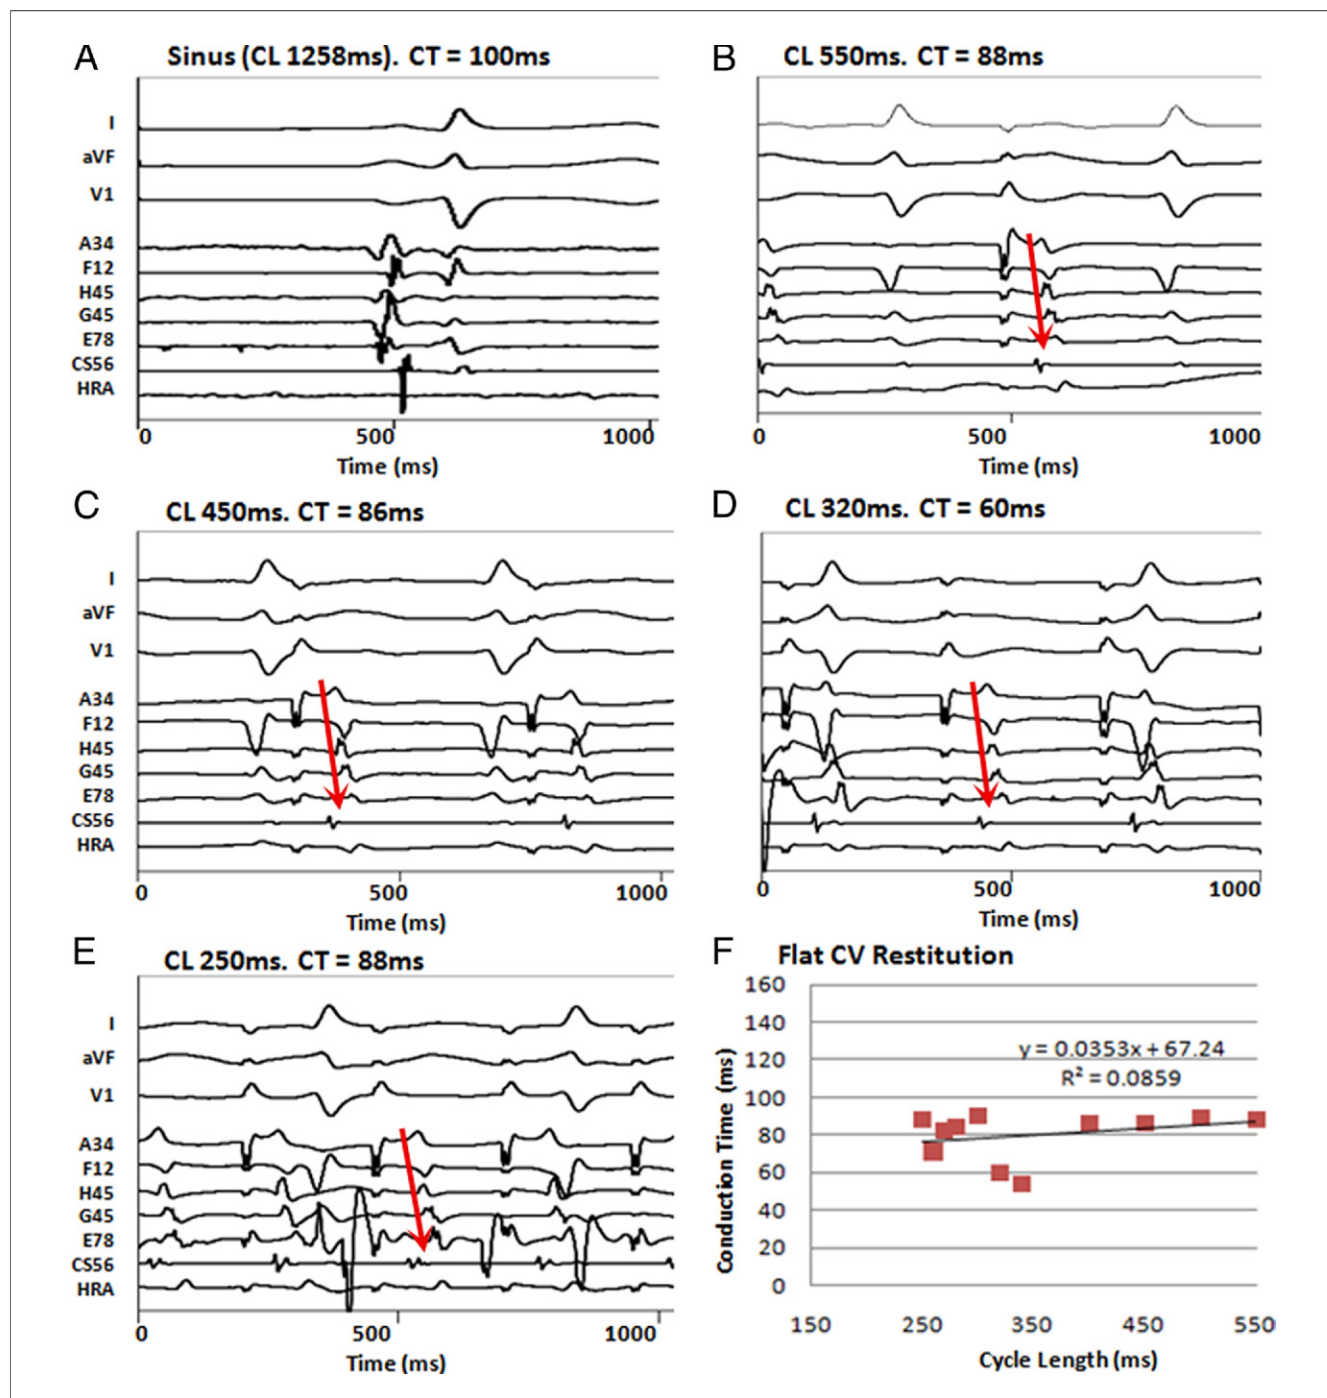 A Sinus (CL 1258ms). CT = 100ms
I
aVF
V1
A34
F12
H45
G45
E78
CS56
HRA
0 500 1000
Time (ms)
B CL 550ms. CT = 88ms
0 500 1000
Time (ms)
C CL 450ms. CT = 86ms
I
aVF
V1
A34
F12
H45
G45
E78
CS56
HRA
0 500 1000
Time (ms)
D CL 320ms. CT = 60ms
0 500 1000
Time (ms)
E CL 250ms. CT = 88ms
I
aVF
V1
A34
F12
H45
G45
E78
CS56
HRA
0 500 1000
Time (ms)
F Flat CV Restitution
Conduction Time (ms)
160
140
120
100
80
60
40
20
0
y = 0.0353x + 67.24
R² = 0.0859
150 250 350 450 550
Cycle Length (ms)